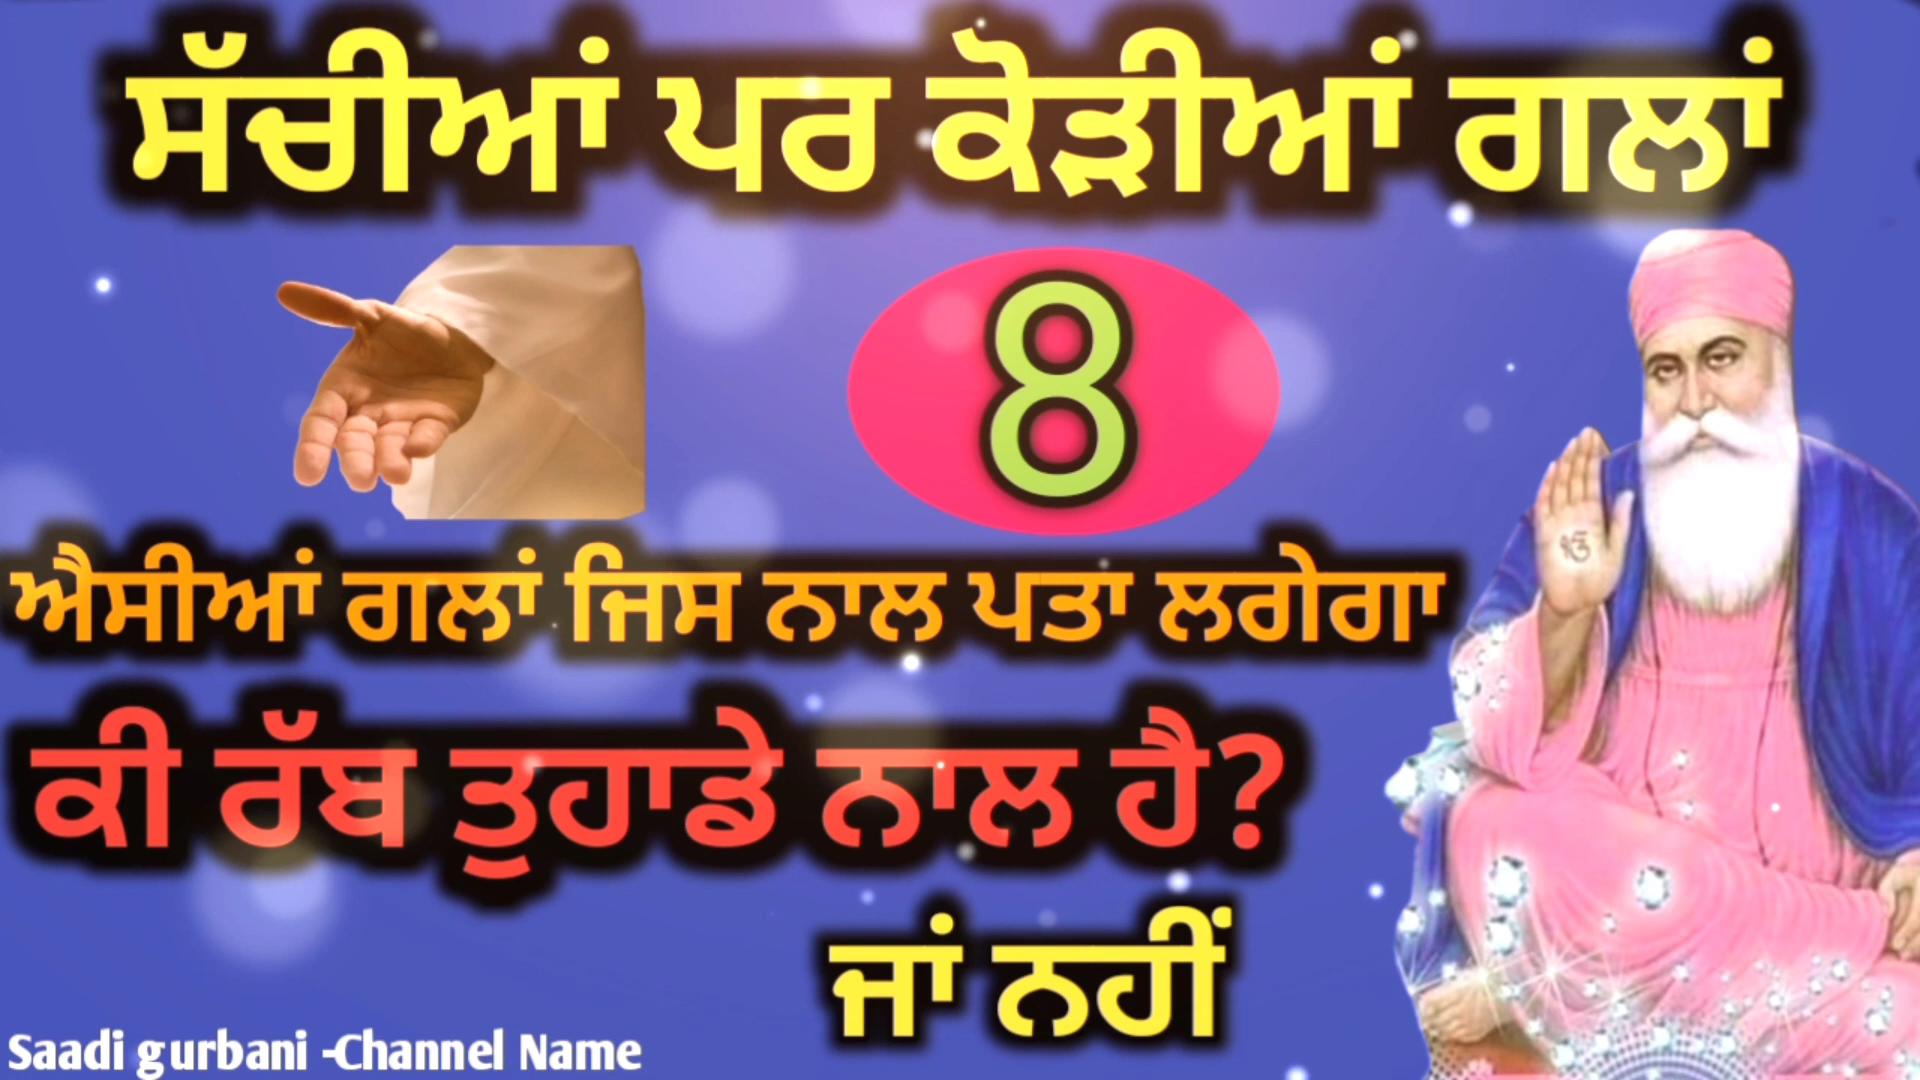 ਸੱਚੀਆਂ ਪਰ ਕੋੜੀਆਂ ਗਲਾਂ
8
ਐਸੀਆਂ ਗਲਾਂ ਜਿਸ ਨਾਲ ਪਤਾ ਲਗੇਗਾ
ਕੀ ਰੱਬ ਤੁਹਾਡੇ ਨਾਲ ਹੈ?
ਜਾਂ ਨਹੀਂ
ੴ
Saadi gurbani -Channel Name